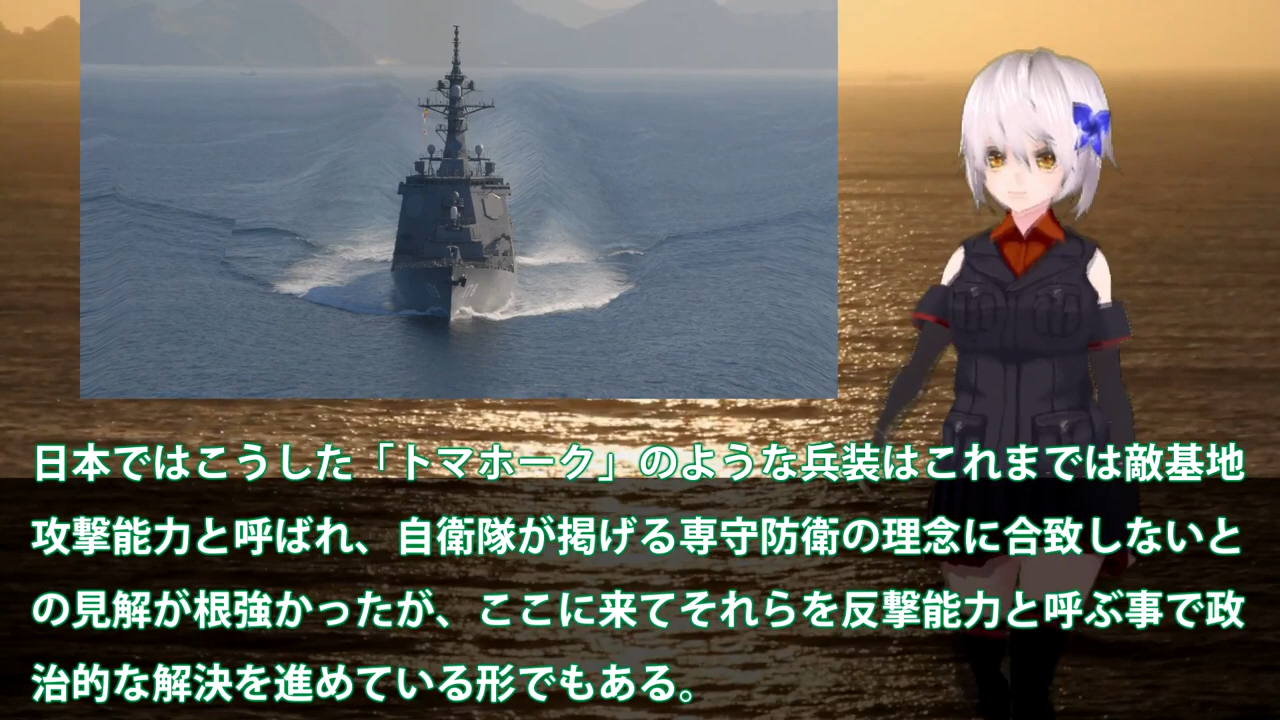 日本ではこうした「トマホーク」のような兵装はこれまでは敵基地
攻撃能力と呼ばれ、自衛隊が掲げる専守防衛の理念に合致しないと
の見解が根強かったが、ここに来てそれらを反撃能力と呼ぶ事で政
治的な解決を進めている形でもある。